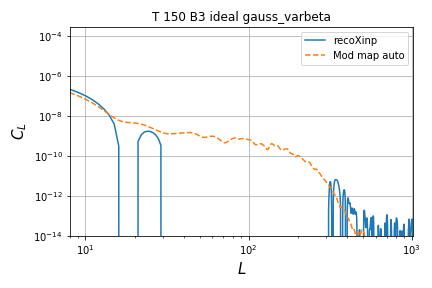 T 150 B3 ideal gauss_varbeta
recoXinp
Mod map auto
10⁻⁴
10⁻⁶
10⁻⁸
10⁻¹⁰
10⁻¹²
10⁻¹⁴
C_L
10¹
10²
10³
L